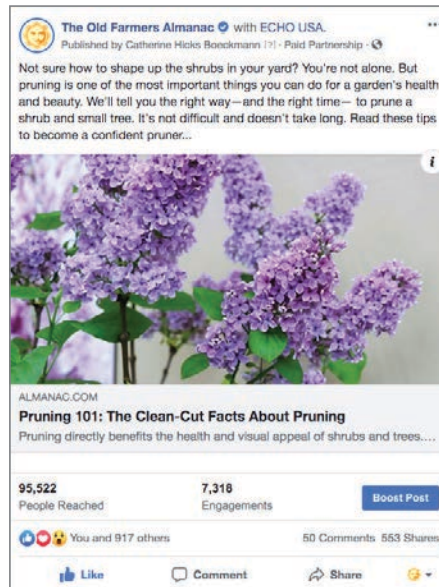 The Old Farmers Almanac with ECHO USA.
Published by Catherine Hicks Boeckmann [?] · Paid Partnership ·
Not sure how to shape up the shrubs in your yard? You're not alone. But
pruning is one of the most important things you can do for a garden's health
and beauty. We'll tell you the right way—and the right time— to prune a
shrub and small tree. It's not difficult and doesn't take long. Read these tips
to become a confident pruner...
i
ALMANAC.COM
Pruning 101: The Clean-Cut Facts About Pruning
Pruning directly benefits the health and visual appeal of shrubs and trees....
95,522 7,318
People Reached Engagements Boost Post
You and 917 others 50 Comments 553 Shares
Like Comment Share